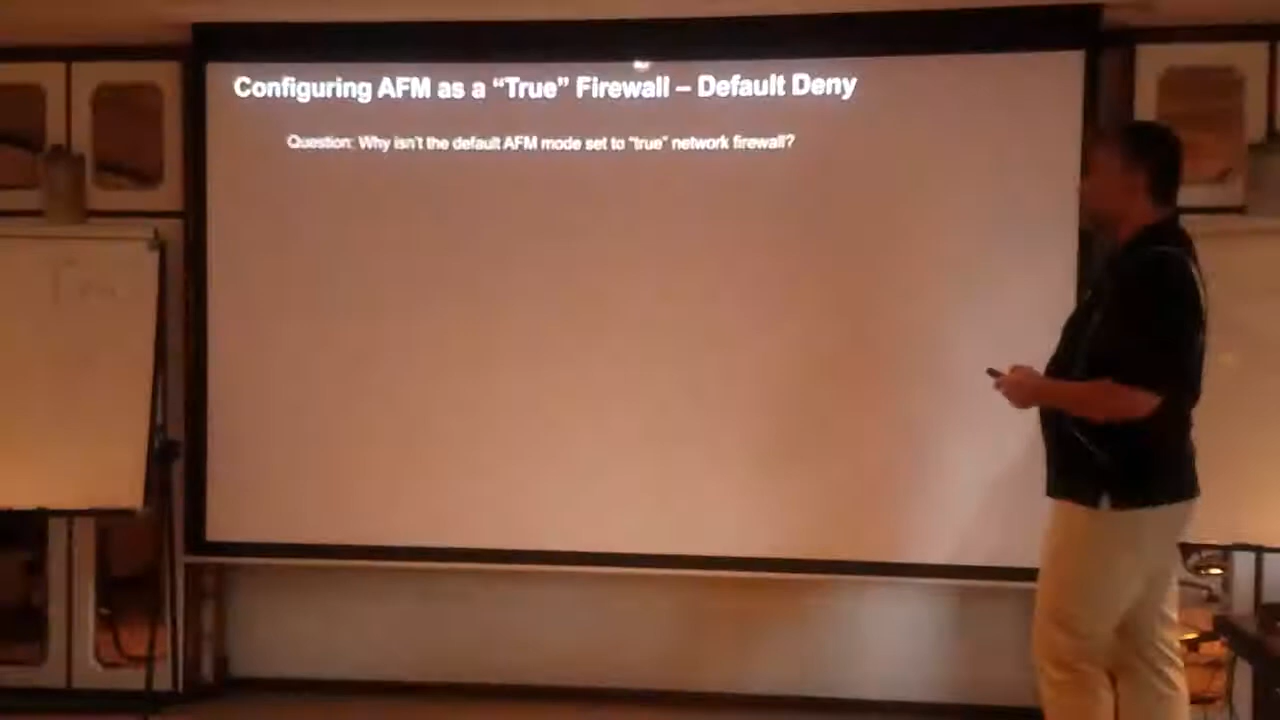 Configuring AFM as a “True” Firewall – Default Deny
Question: Why isn't the default AFM mode set to “true” network firewall?